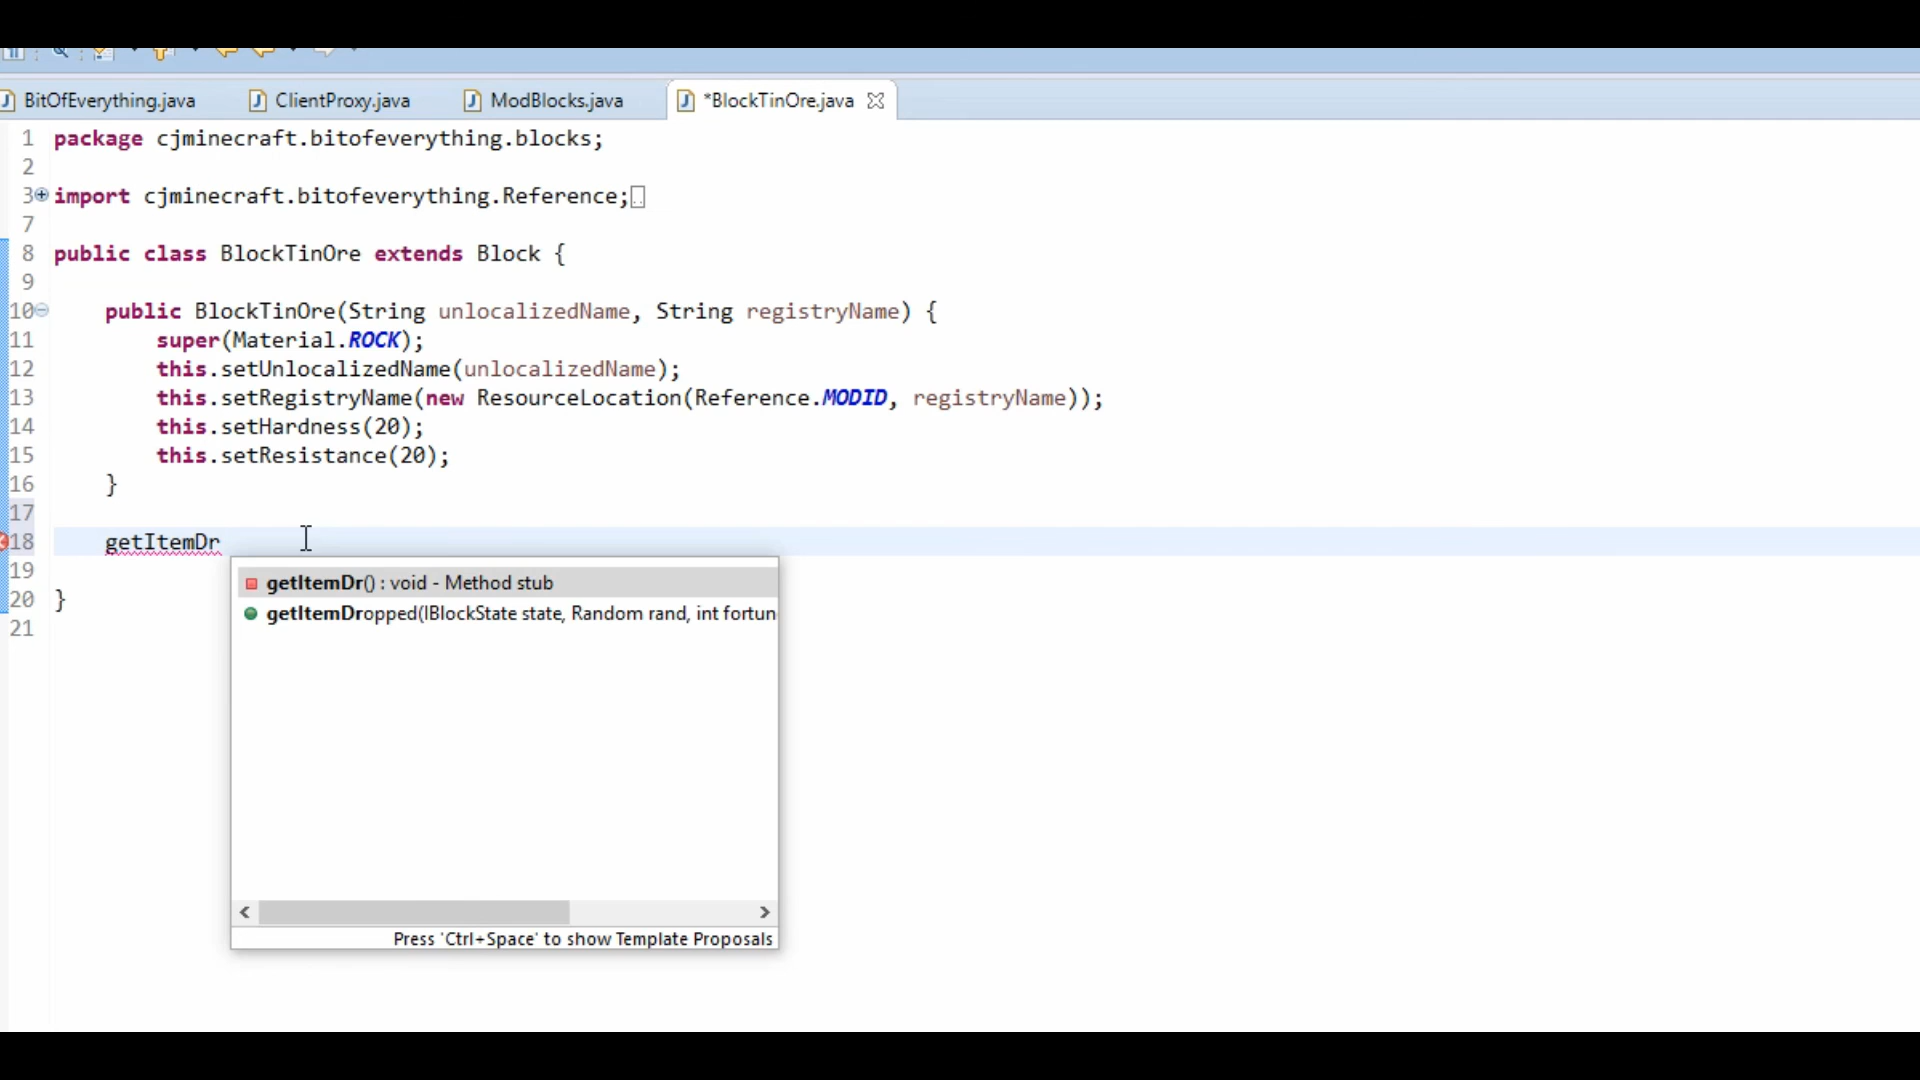 BitOfEverything.java ClientProxy.java ModBlocks.java *BlockTinOre.java
1 package cjminecraft.bitofeverything.blocks;
2
3 import cjminecraft.bitofeverything.Reference;
7
8 public class BlockTinOre extends Block {
9
10 public BlockTinOre(String unlocalizedName, String registryName) {
11 super(Material.ROCK);
12 this.setUnlocalizedName(unlocalizedName);
13 this.setRegistryName(new ResourceLocation(Reference.MODID, registryName));
14 this.setHardness(20);
15 this.setResistance(20);
16 }
17
18 getItemDr
getItemDr() : void - Method stub
19
20 }
getItemDropped(IBlockState state, Random rand, int fortun
21
Press 'Ctrl+Space' to show Template Proposals